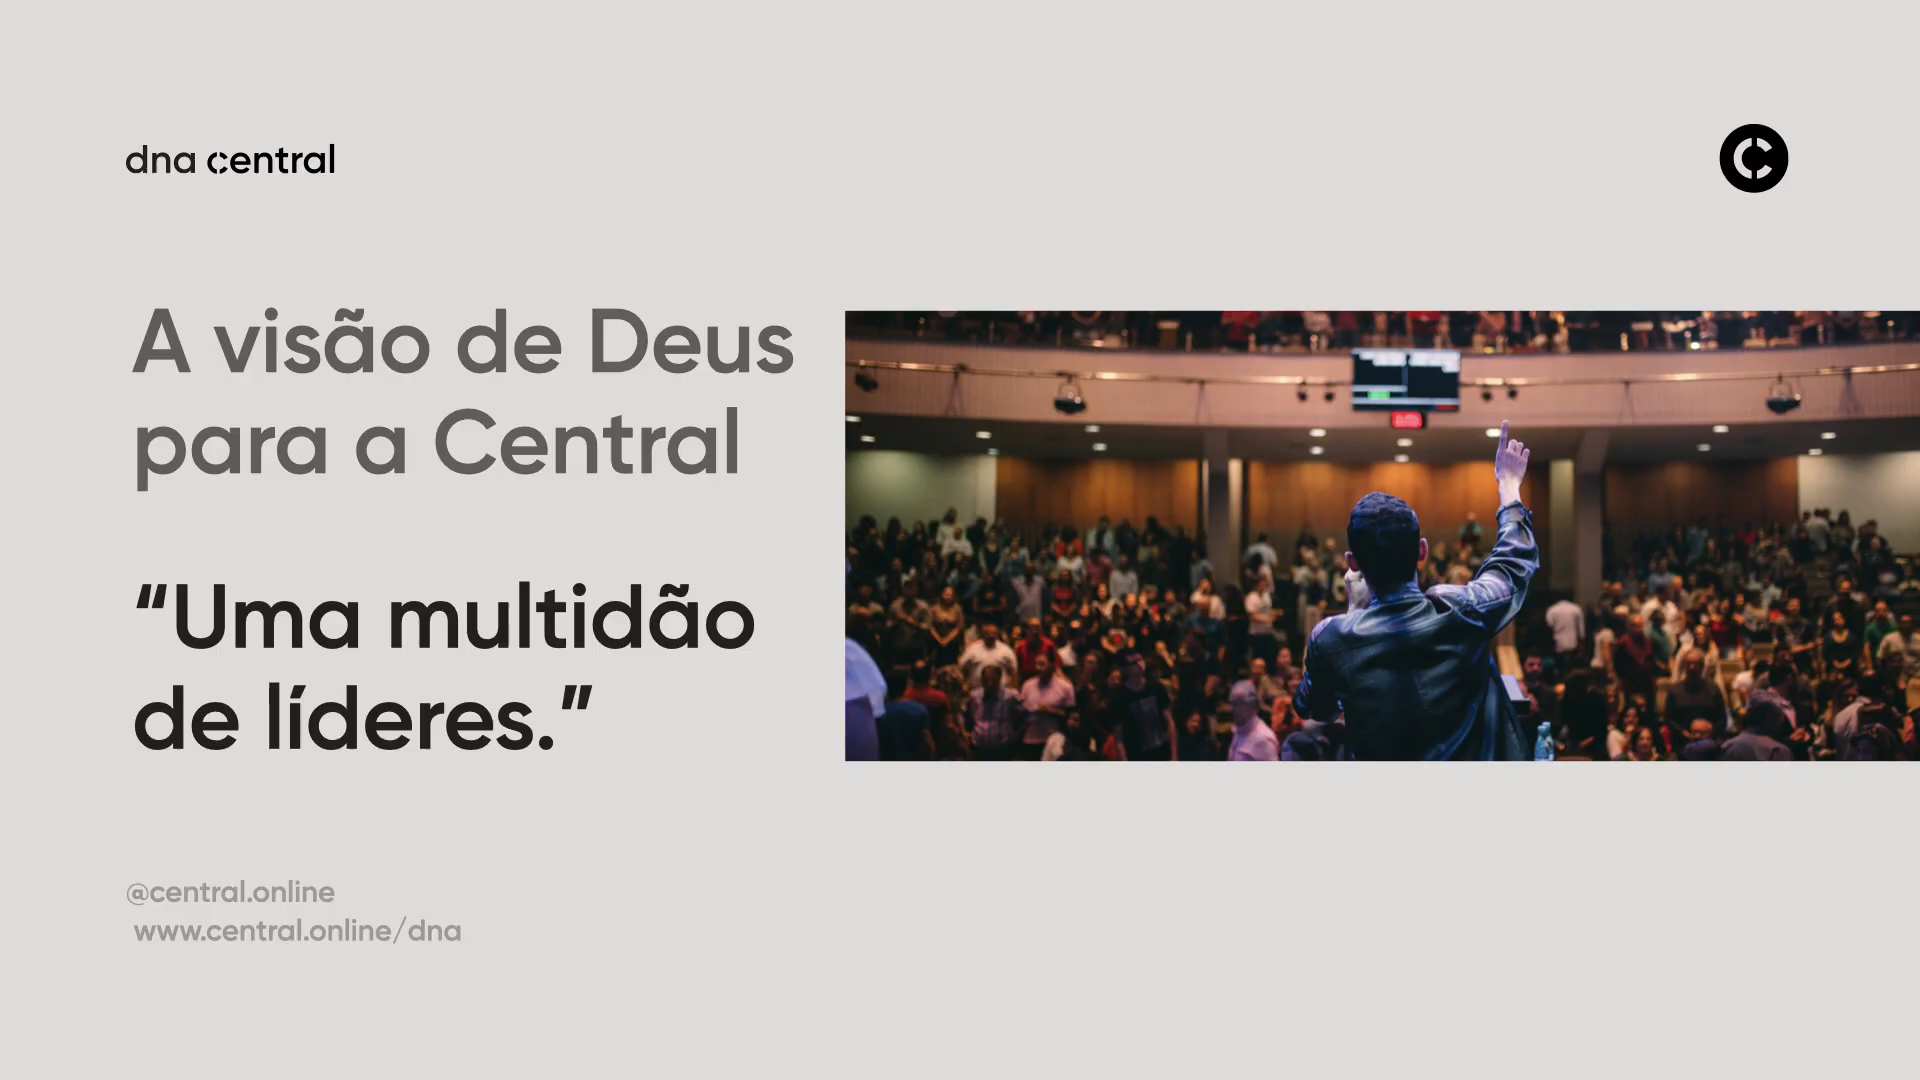 dna central
A visão de Deus
para a Central
“Uma multidão
de líderes.”
@central.online
www.central.online/dna